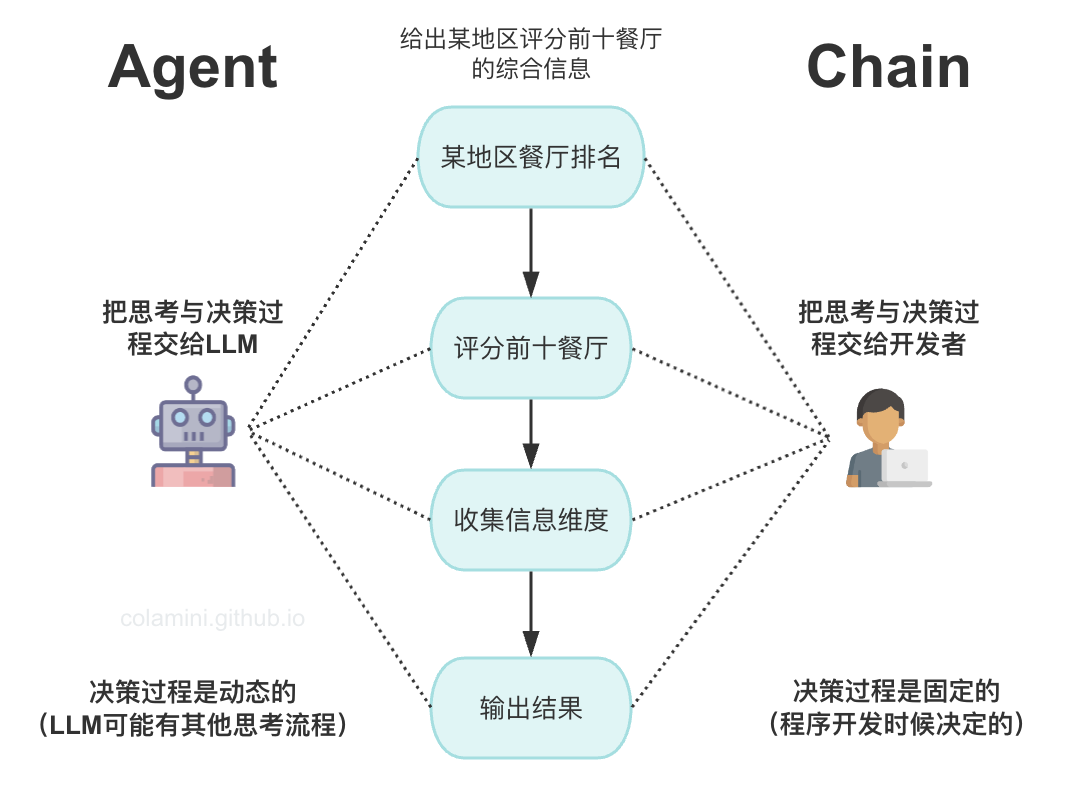 给出某地区评分前十餐厅
的综合信息
Agent
Chain
某地区餐厅排名
把思考与决策过
程交给LLM
把思考与决策过
程交给开发者
评分前十餐厅
收集信息维度
colamini.github.io
决策过程是动态的
（LLM可能有其他思考流程）
输出结果
决策过程是固定的
（程序开发时候决定的）